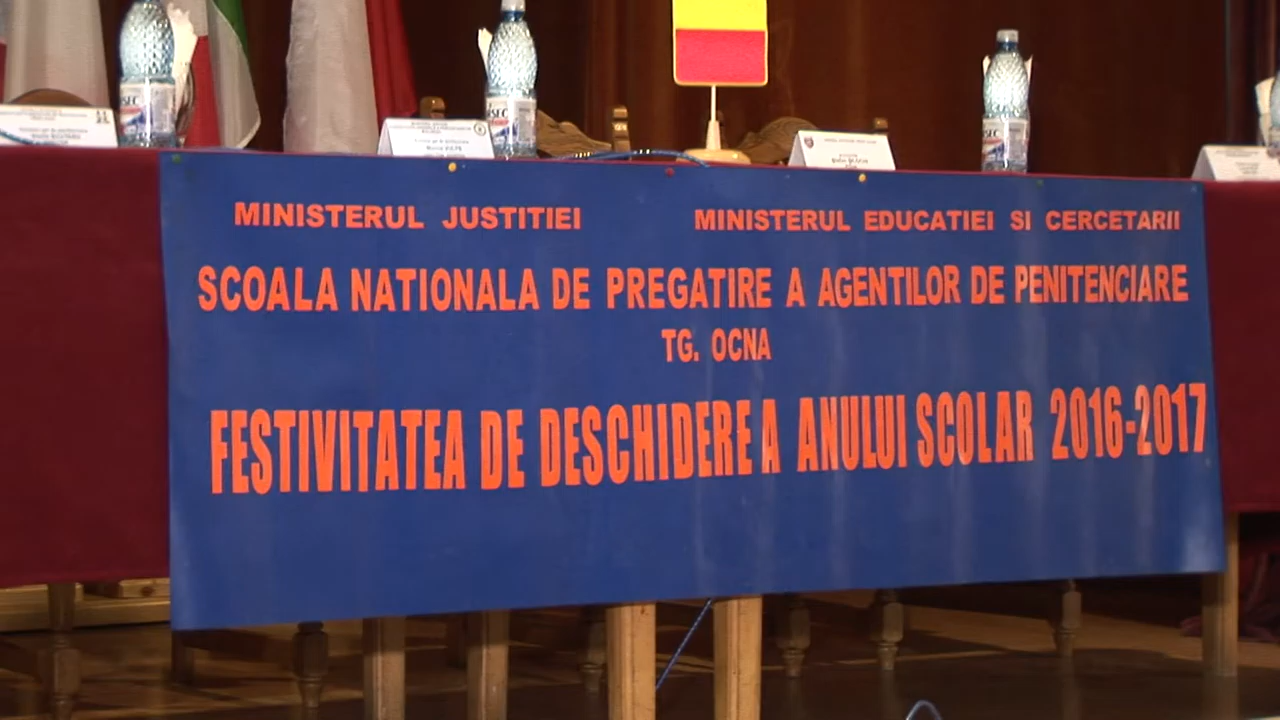 MINISTERUL JUSTITIEI
MINISTERUL EDUCATIEI SI CERCETARII
SCOALA NATIONALA DE PREGATIRE A AGENTILOR DE PENITENCIARE
TG. OCNA
FESTIVITATEA DE DESCHIDERE A ANULUI SCOLAR 2016-2017